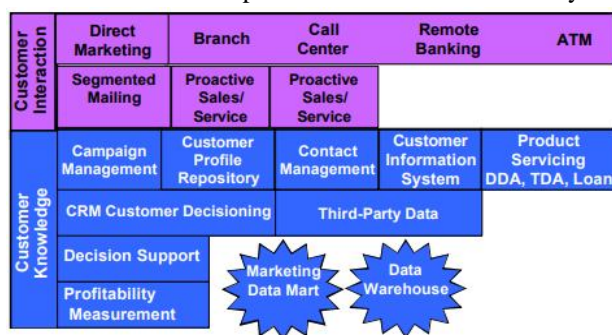 Customer
Interaction
Direct
Marketing
Branch
Call
Center
Remote
Banking
ATM
Segmented
Mailing
Proactive
Sales/
Service
Proactive
Sales/
Service
Customer
Knowledge
Campaign
Management
Customer
Profile
Repository
Contact
Management
Customer
Information
System
Product
Servicing
DDA, TDA, Loan
CRM Customer Decisioning
Third-Party Data
Decision Support
Marketing
Data Mart
Data
Warehouse
Profitability
Measurement